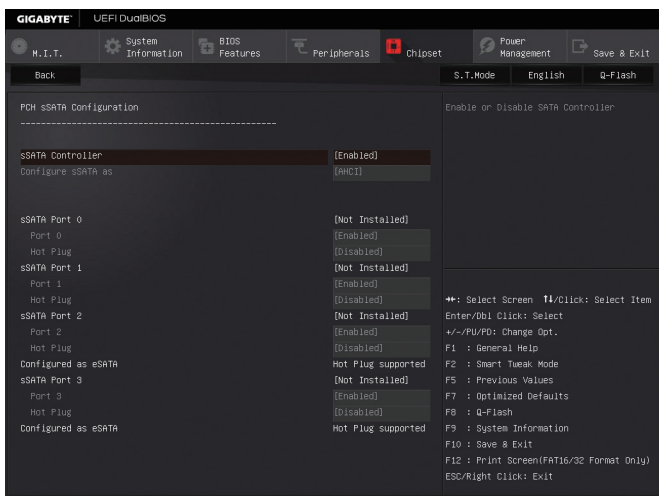 GIGABYTE™ UEFI DualBIOS
M.I.T. System Information BIOS Features Peripherals Chipset Power Management Save & Exit
Back S.T.Mode English Q-Flash
PCH sSATA Configuration
Enable or Disable SATA Controller
----------------------------------------------------
sSATA Controller [Enabled]
Configure sSATA as [AHCI]
sSATA Port 0 [Not Installed]
Port 0 [Enabled]
Hot Plug [Disabled]
sSATA Port 1 [Not Installed]
Port 1 [Enabled]
Hot Plug [Disabled]
sSATA Port 2 [Not Installed]
Port 2 [Enabled]
Hot Plug [Disabled]
Configured as eSATA Hot Plug supported
sSATA Port 3 [Not Installed]
Port 3 [Enabled]
Hot Plug [Disabled]
Configured as eSATA Hot Plug supported
→←: Select Screen ↑↓/Click: Select Item
Enter/Dbl Click: Select
+/-/PU/PD: Change Opt.
F1 : General Help
F2 : Smart Tweak Mode
F5 : Previous Values
F7 : Optimized Defaults
F8 : Q-Flash
F9 : System Information
F10 : Save & Exit
F12 : Print Screen(FAT16/32 Format Only)
ESC/Right Click: Exit